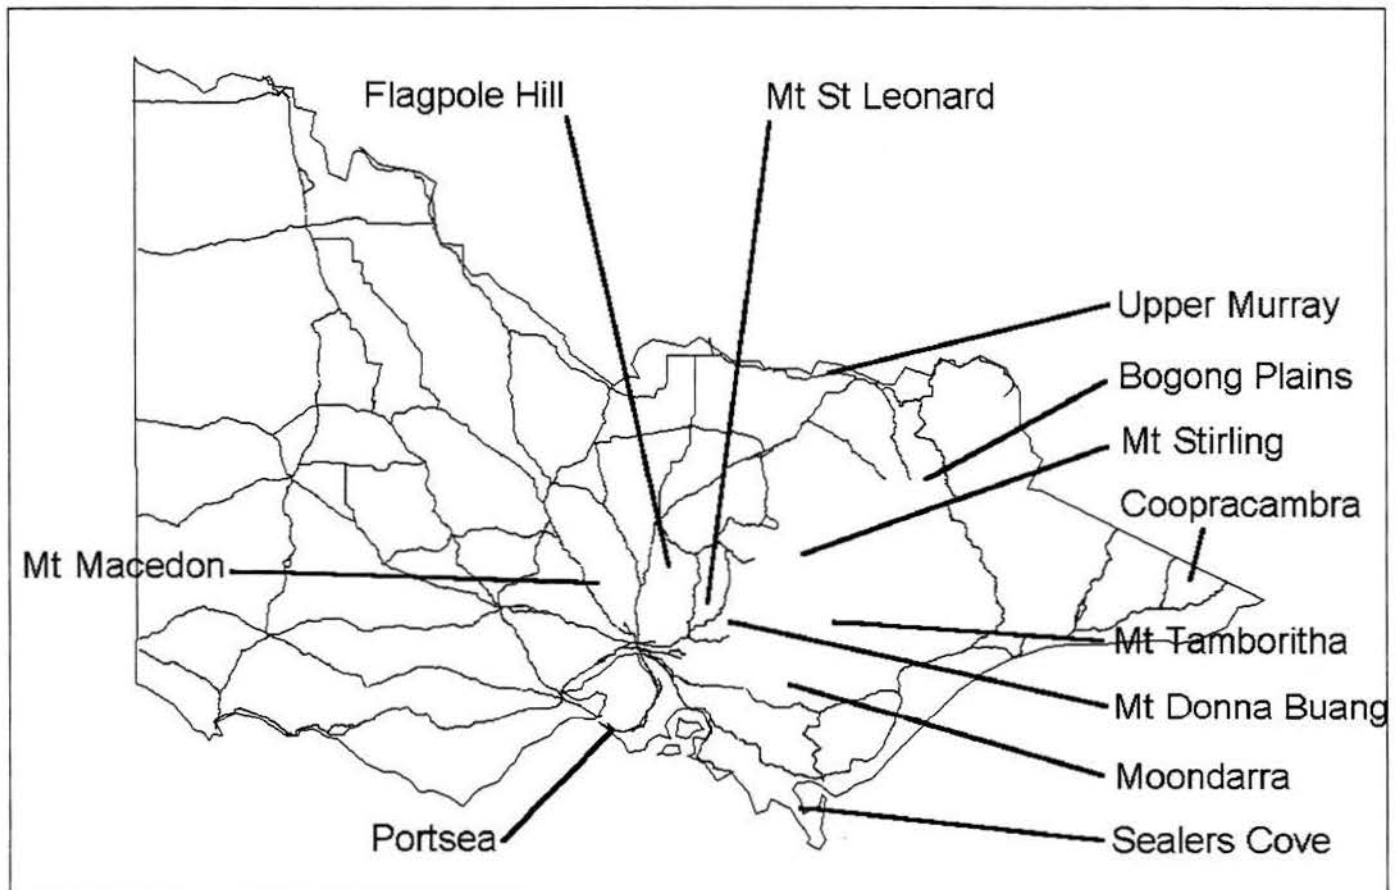 Flagpole Hill
Mt St Leonard
Upper Murray
Bogong Plains
Mt Stirling
Coopracambra
Mt Macedon
Mt Tamboritha
Mt Donna Buang
Moondarra
Portsea
Sealers Cove